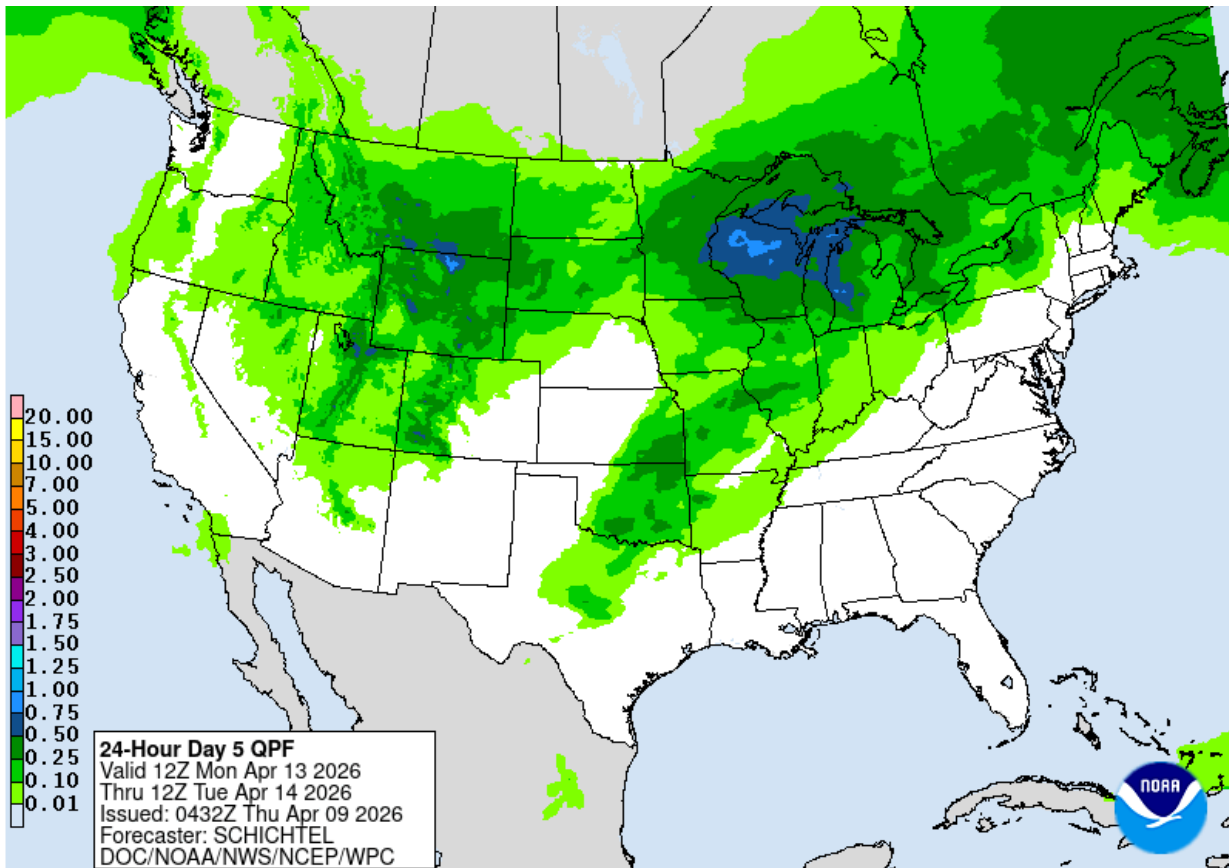 20.00
15.00
10.00
7.00
5.00
4.00
3.00
2.50
2.00
1.75
1.50
1.25
1.00
0.75
0.50
0.25
0.10
0.01
24-Hour Day 5 QPF
Valid 12Z Mon Apr 13 2026
Thru 12Z Tue Apr 14 2026
Issued: 0432Z Thu Apr 09 2026
Forecaster: SCHICHTEL
DOC/NOAA/NWS/NCEP/WPC
NOAA